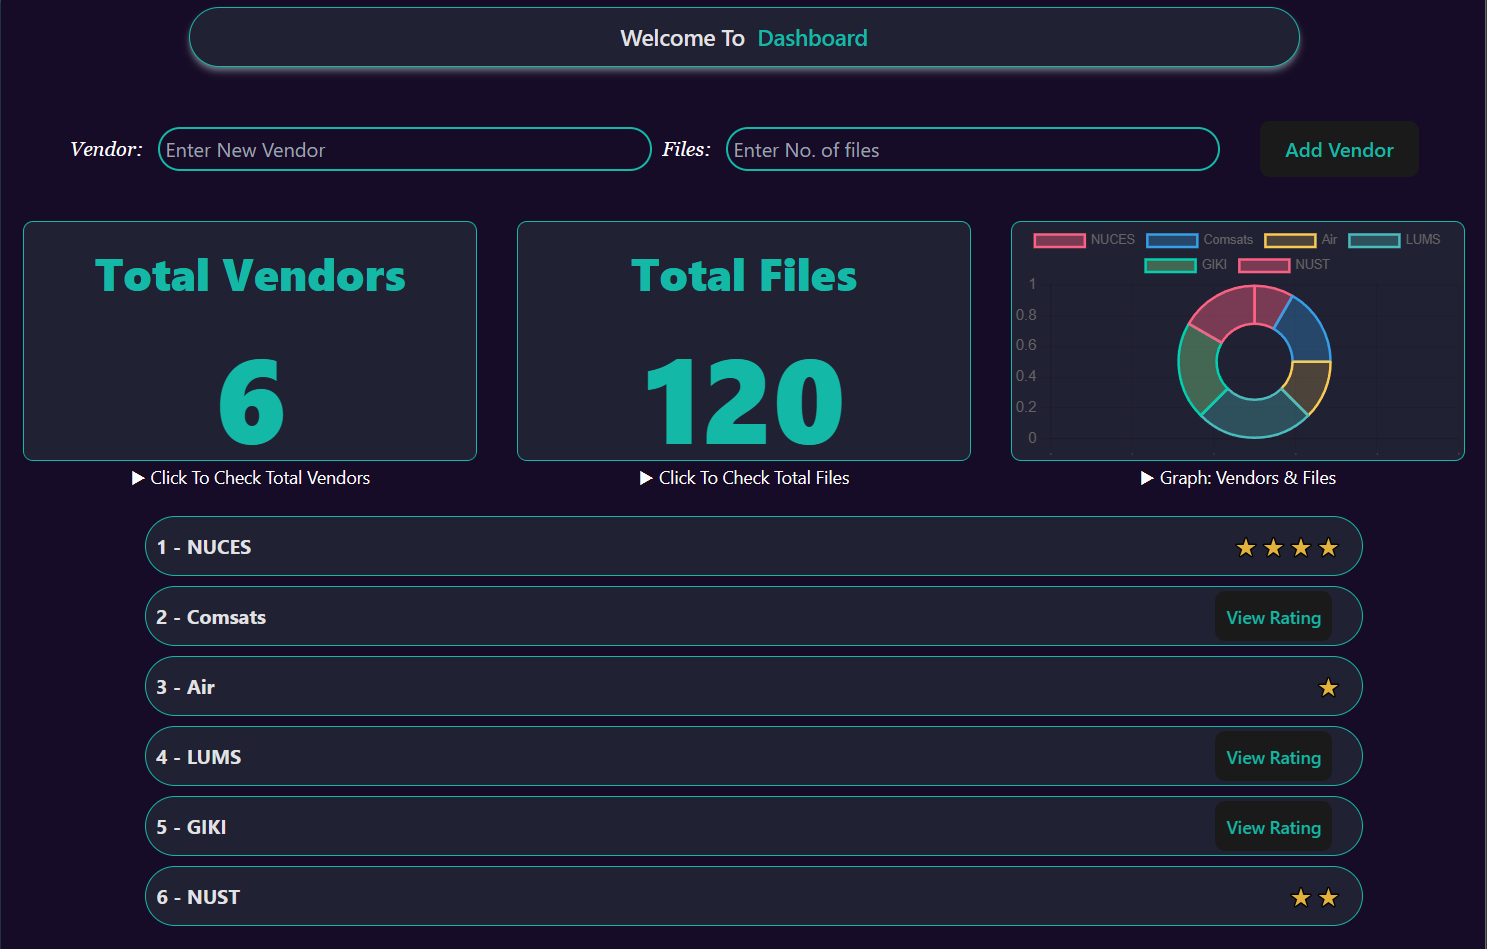 Welcome To Dashboard
Vendor: Enter New Vendor Files: Enter No. of files Add Vendor
Total Vendors
6
▶ Click To Check Total Vendors
Total Files
120
▶ Click To Check Total Files
NUCES Comsats Air LUMS
GIKI NUST
1
0.8
0.6
0.4
0.2
0
▶ Graph: Vendors & Files
1 - NUCES ★ ★ ★ ★
2 - Comsats View Rating
3 - Air ★
4 - LUMS View Rating
5 - GIKI View Rating
6 - NUST ★ ★